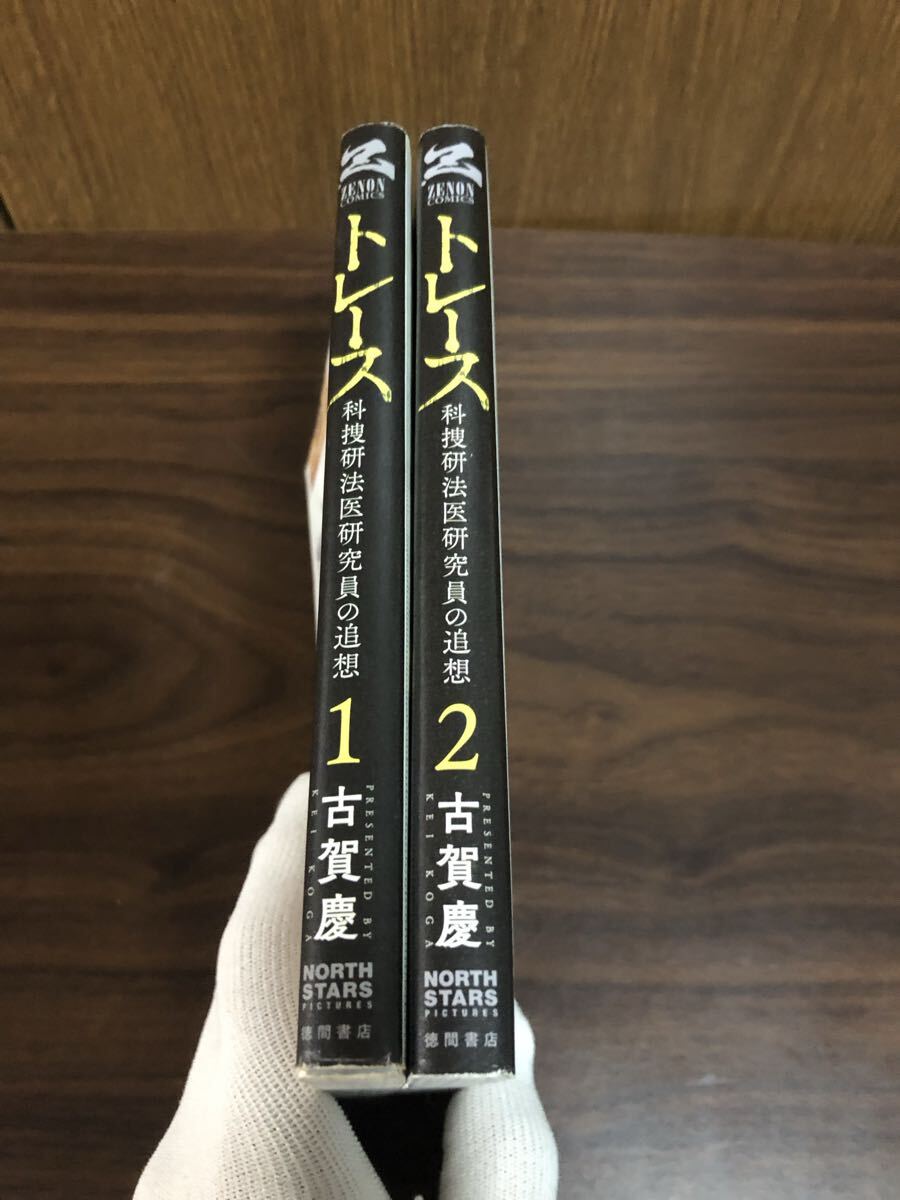 ZENON
COMICS
トレース
科捜研法医研究員の追想
1
古賀慶
PRESENTED BY
KEI KOGA
NORTH
STARS
PICTURES
徳間書店
ZENON
COMICS
トレース
科捜研法医研究員の追想
2
古賀慶
PRESENTED BY
KEI KOGA
NORTH
STARS
PICTURES
徳間書店